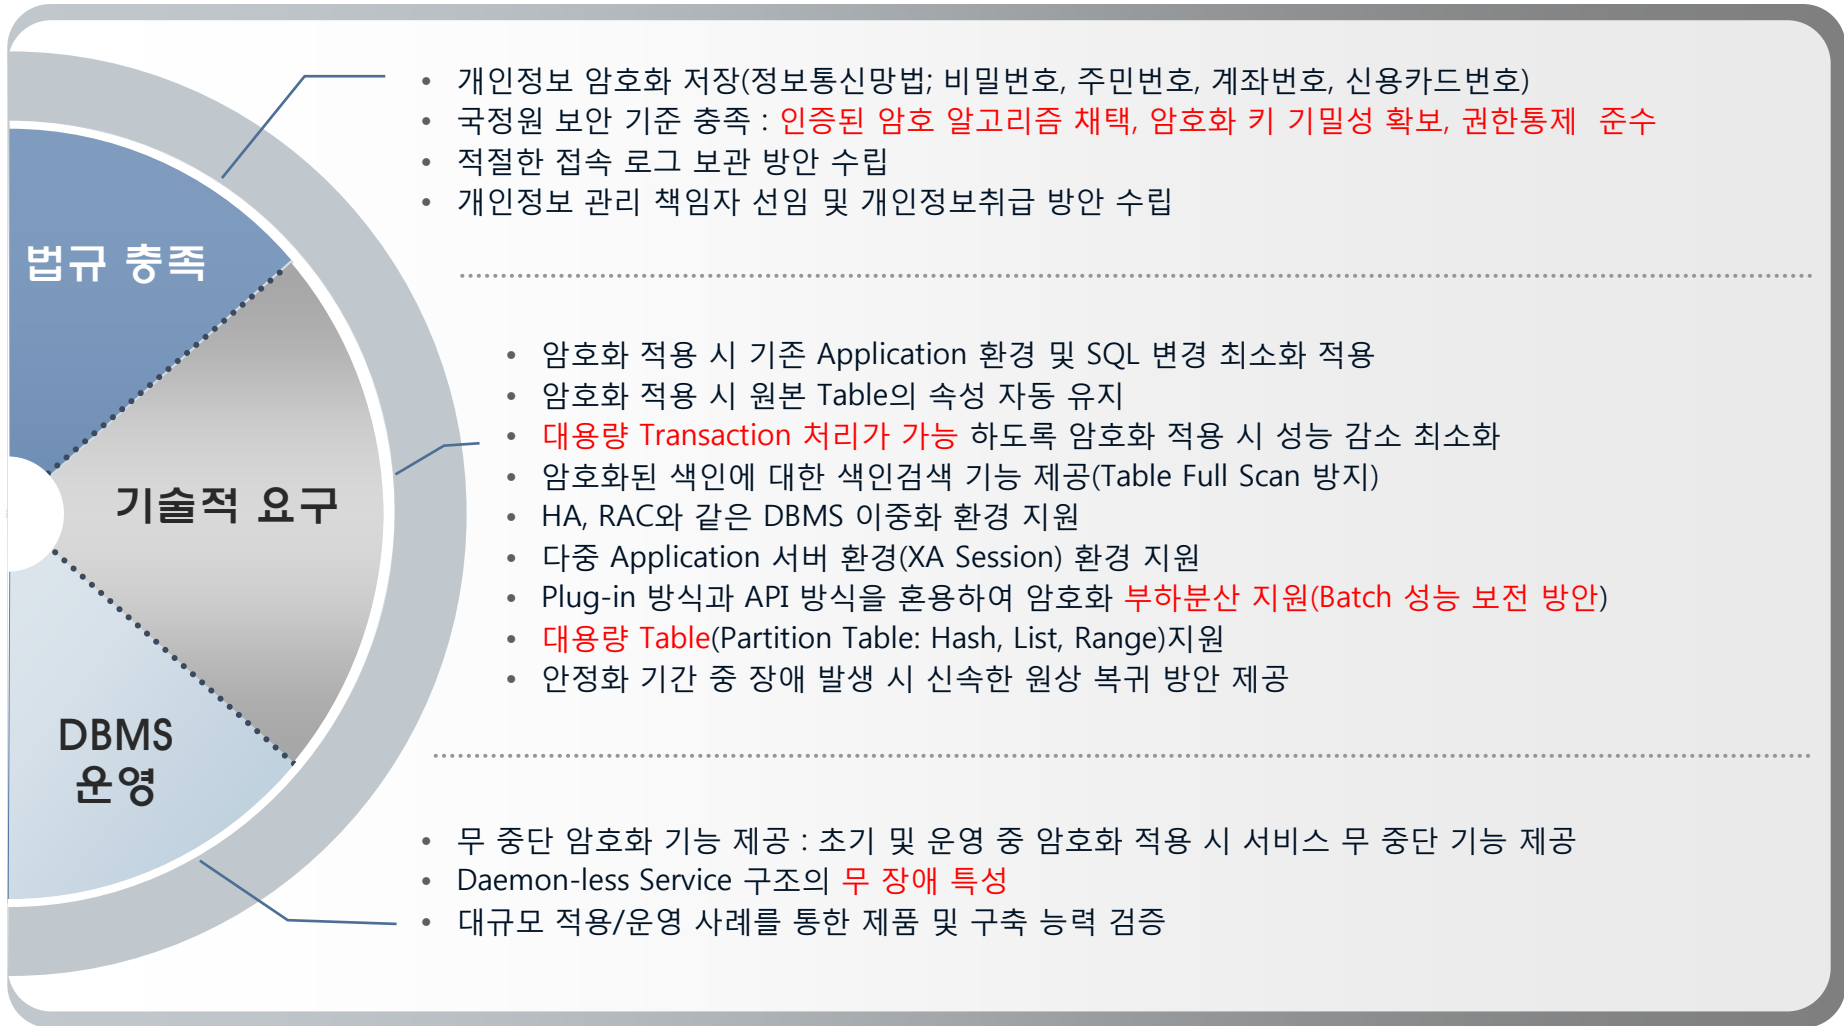 법규 충족
• 개인정보 암호화 저장(정보통신망법; 비밀번호, 주민번호, 계좌번호, 신용카드번호)
• 국정원 보안 기준 충족 : 인증된 암호 알고리즘 채택, 암호화 키 기밀성 확보, 권한통제 준수
• 적절한 접속 로그 보관 방안 수립
• 개인정보 관리 책임자 선임 및 개인정보취급 방안 수립
기술적 요구
• 암호화 적용 시 기존 Application 환경 및 SQL 변경 최소화 적용
• 암호화 적용 시 원본 Table의 속성 자동 유지
• 대용량 Transaction 처리가 가능 하도록 암호화 적용 시 성능 감소 최소화
• 암호화된 색인에 대한 색인검색 기능 제공(Table Full Scan 방지)
• HA, RAC와 같은 DBMS 이중화 환경 지원
• 다중 Application 서버 환경(XA Session) 환경 지원
• Plug-in 방식과 API 방식을 혼용하여 암호화 부하분산 지원(Batch 성능 보전 방안)
• 대용량 Table(Partition Table: Hash, List, Range)지원
• 안정화 기간 중 장애 발생 시 신속한 원상 복귀 방안 제공
DBMS
운영
• 무 중단 암호화 기능 제공 : 초기 및 운영 중 암호화 적용 시 서비스 무 중단 기능 제공
• Daemon-less Service 구조의 무 장애 특성
• 대규모 적용/운영 사례를 통한 제품 및 구축 능력 검증